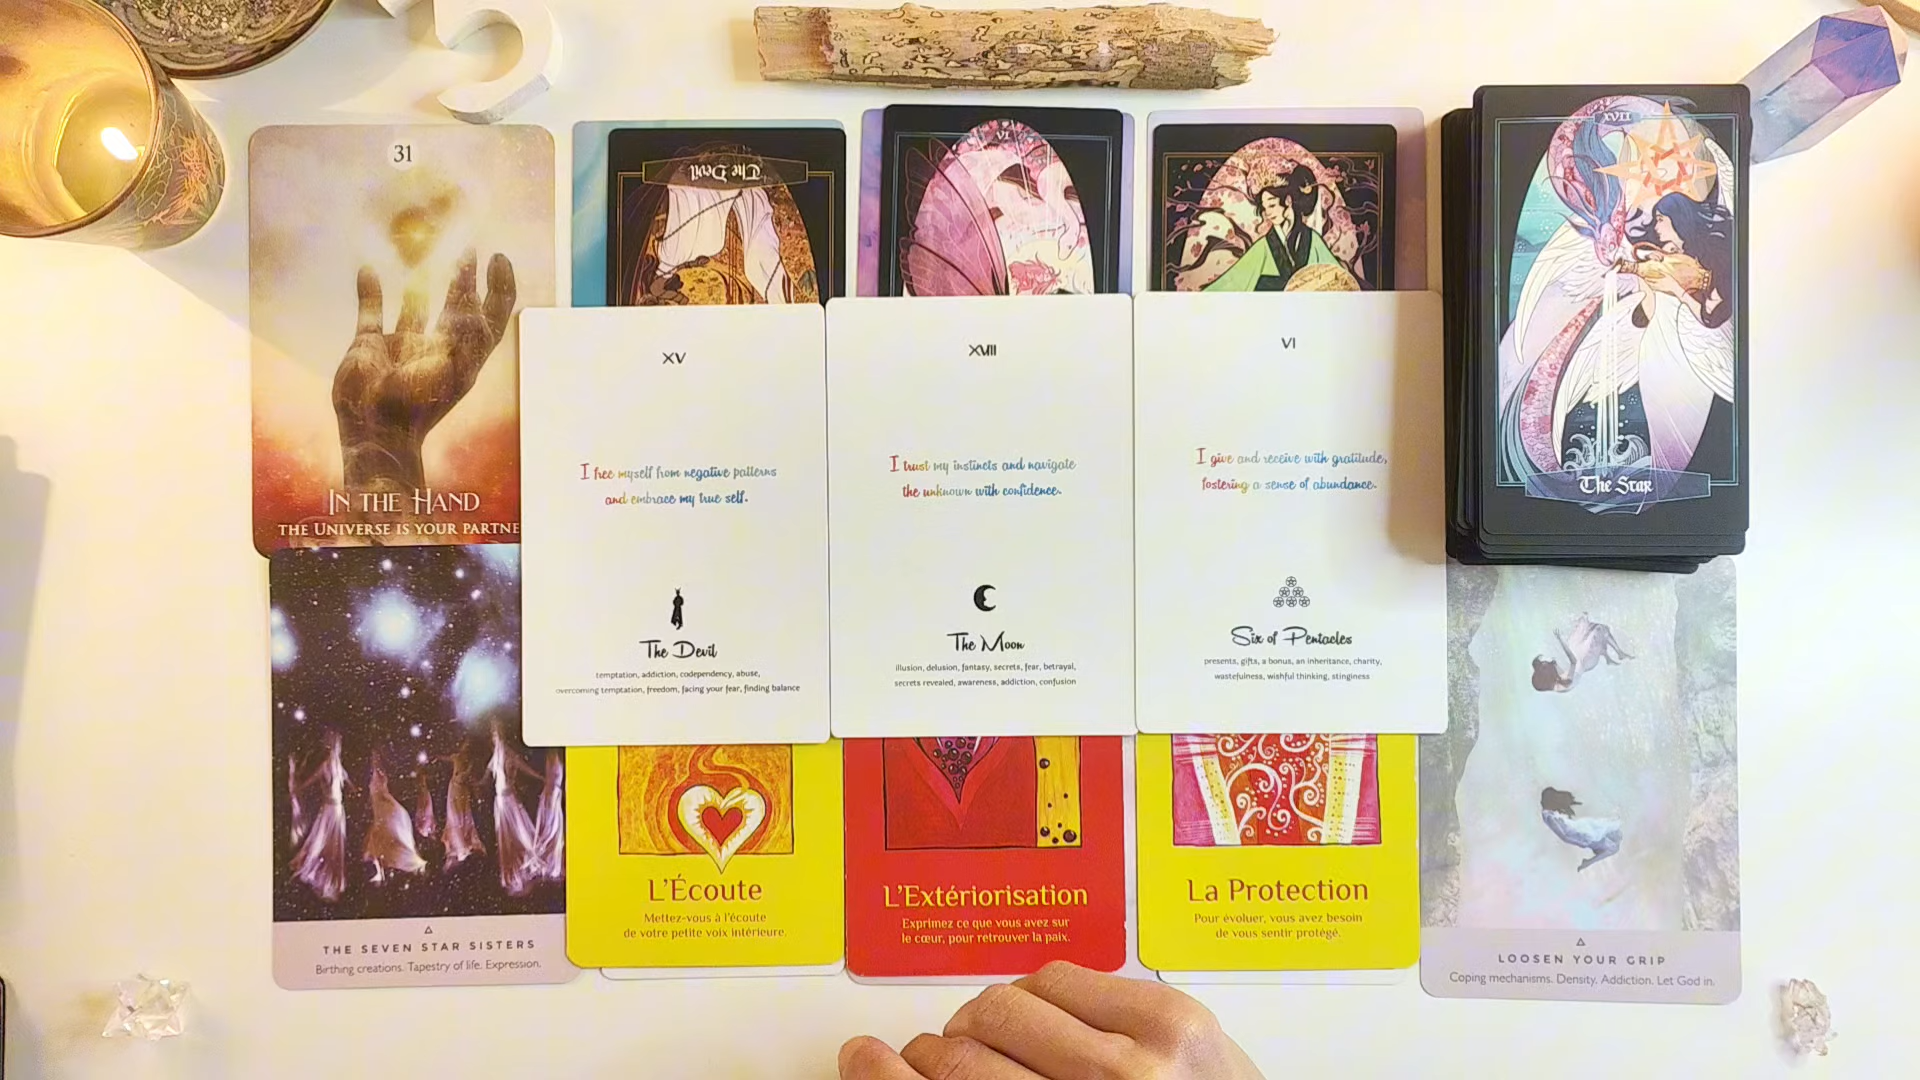 31
IN THE HAND
THE UNIVERSE IS YOUR PARTNE
The Devil
VI
XVII
The Star
XV
I free myself from negative patterns
and embrace my true self.
The Devil
temptation, addiction, codependency, abuse,
overcoming temptation, freedom, facing your fear, finding balance
XVIII
I trust my instincts and navigate
the unknown with confidence.
The Moon
illusion, delusion, fantasy, secrets, fear, betrayal,
secrets revealed, awareness, addiction, confusion
VI
I give and receive with gratitude,
fostering a sense of abundance.
Six of Pentacles
presents, gifts, a bonus, an inheritance, charity,
wastefulness, wishful thinking, stinginess
THE SEVEN STAR SISTERS
Birthing creations. Tapestry of life. Expression.
L'Écoute
Mettez-vous à l'écoute
de votre petite voix intérieure.
L'Extériorisation
Exprimez ce que vous avez sur
le cœur, pour retrouver la paix.
La Protection
Pour évoluer, vous avez besoin
de vous sentir protégé.
LOOSEN YOUR GRIP
Coping mechanisms. Density. Addiction. Let God in.